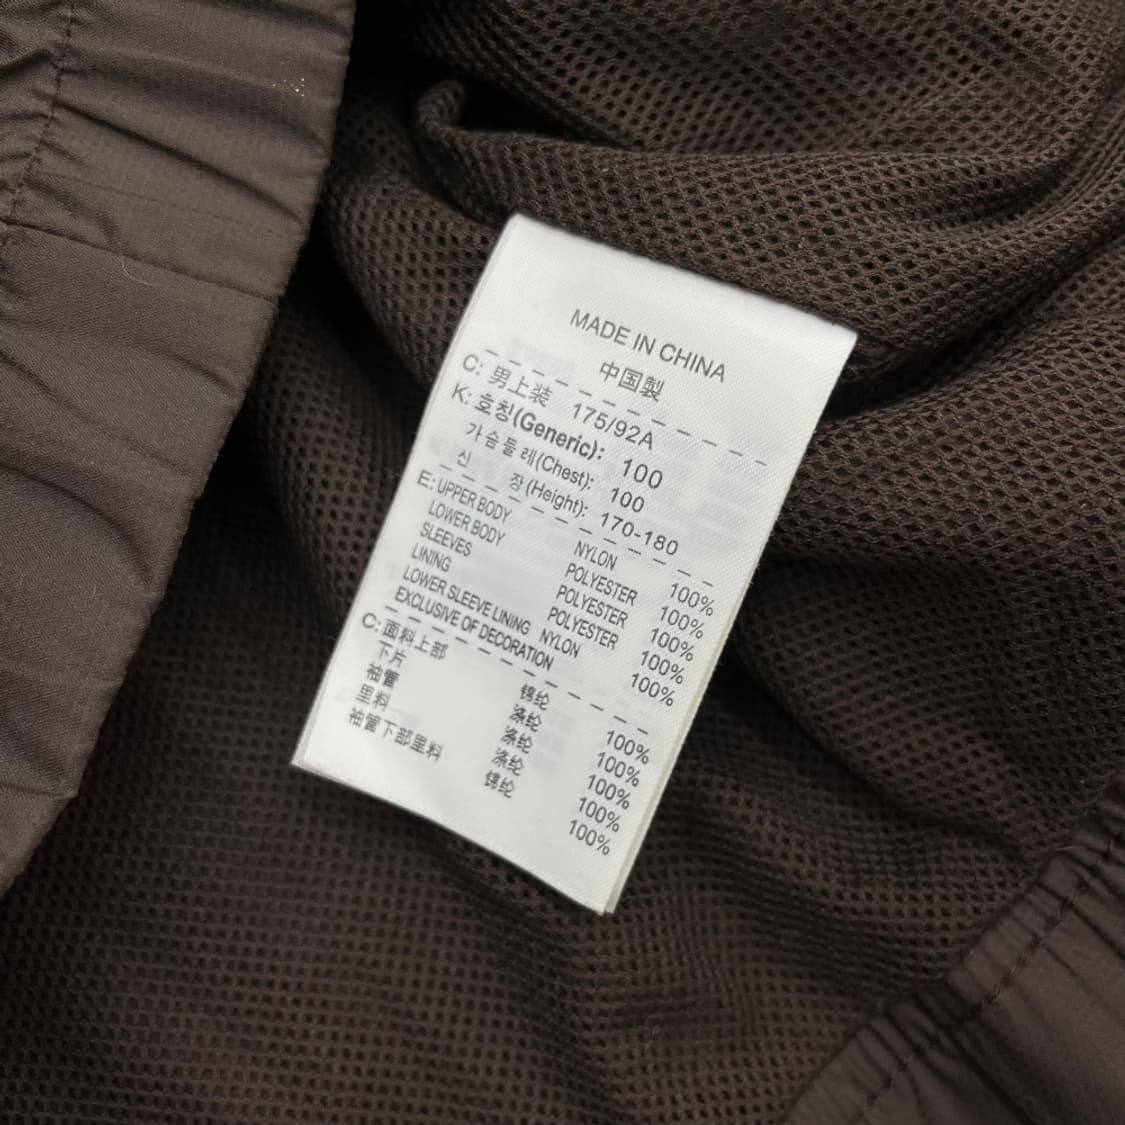 MADE IN CHINA
中国製
C: 男上装 175/92A
K: 호칭(Generic): 100
가슴둘레(Chest): 100
신 장(Height): 170-180
E: UPPER BODY NYLON 100%
LOWER BODY POLYESTER 100%
SLEEVES POLYESTER 100%
LINING POLYESTER 100%
LOWER SLEEVE LINING NYLON 100%
EXCLUSIVE OF DECORATION
C: 面料上部 锦纶 100%
下片 涤纶 100%
袖管 涤纶 100%
里料 涤纶 100%
袖管下部里料 锦纶 100%